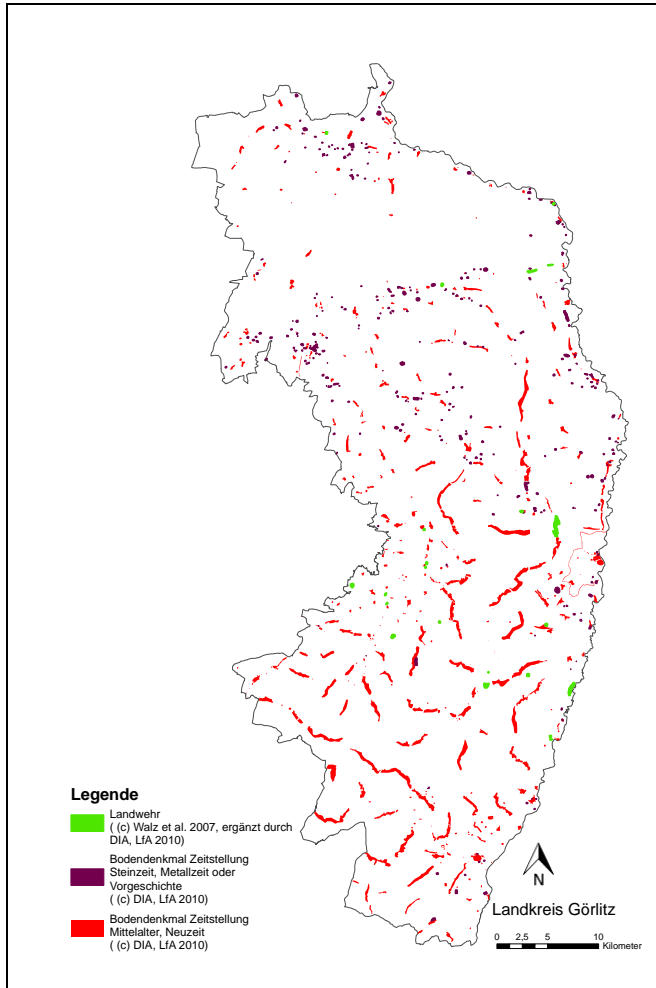 Legende
Landwehr
( (c) Walz et al. 2007, ergänzt durch
DIA, LfA 2010)
Bodendenkmal Zeitstellung
Steinzeit, Metallzeit oder
Vorgeschichte
( (c) DIA, LfA 2010)
Bodendenkmal Zeitstellung
Mittelalter, Neuzeit
( (c) DIA, LfA 2010)
N
Landkreis Görlitz
0 2,5 5 10
Kilometer